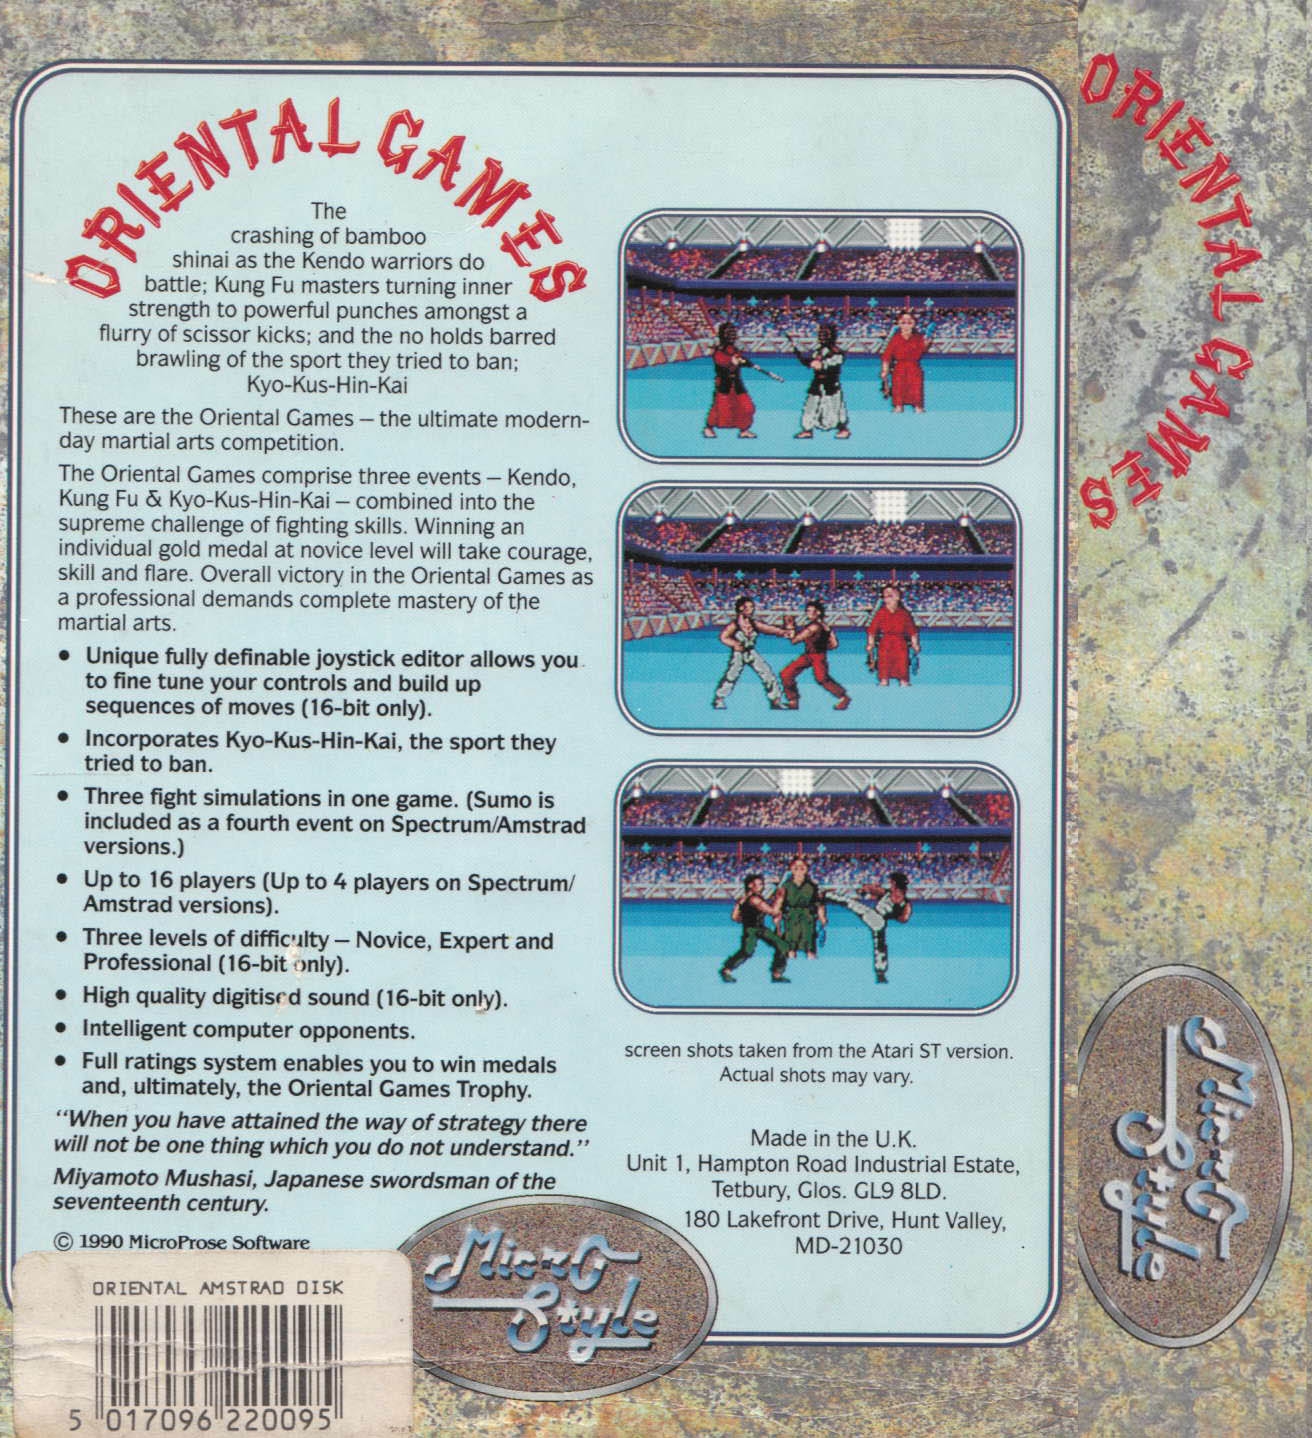 ORIENTAL GAMES
The
crashing of bamboo
shinai as the Kendo warriors do
battle; Kung Fu masters turning inner
strength to powerful punches amongst a
flurry of scissor kicks; and the no holds barred
brawling of the sport they tried to ban;
Kyo-Kus-Hin-Kai
These are the Oriental Games – the ultimate modern-
day martial arts competition.
The Oriental Games comprise three events – Kendo,
Kung Fu & Kyo-Kus-Hin-Kai – combined into the
supreme challenge of fighting skills. Winning an
individual gold medal at novice level will take courage,
skill and flare. Overall victory in the Oriental Games as
a professional demands complete mastery of the
martial arts.
• Unique fully definable joystick editor allows you
to fine tune your controls and build up
sequences of moves (16-bit only).
• Incorporates Kyo-Kus-Hin-Kai, the sport they
tried to ban.
• Three fight simulations in one game. (Sumo is
included as a fourth event on Spectrum/Amstrad
versions.)
• Up to 16 players (Up to 4 players on Spectrum/
Amstrad versions).
• Three levels of difficulty – Novice, Expert and
Professional (16-bit only).
• High quality digitised sound (16-bit only).
• Intelligent computer opponents.
• Full ratings system enables you to win medals
and, ultimately, the Oriental Games Trophy.
"When you have attained the way of strategy there
will not be one thing which you do not understand."
Miyamoto Mushasi, Japanese swordsman of the
seventeenth century.
© 1990 MicroProse Software
ORIENTAL AMSTRAD DISK
5 017096 220095
Micro
Style
screen shots taken from the Atari ST version.
Actual shots may vary.
Made in the U.K.
Unit 1, Hampton Road Industrial Estate,
Tetbury, Glos. GL9 8LD.
180 Lakefront Drive, Hunt Valley,
MD-21030
ORIENTAL GAMES
Micro
Style